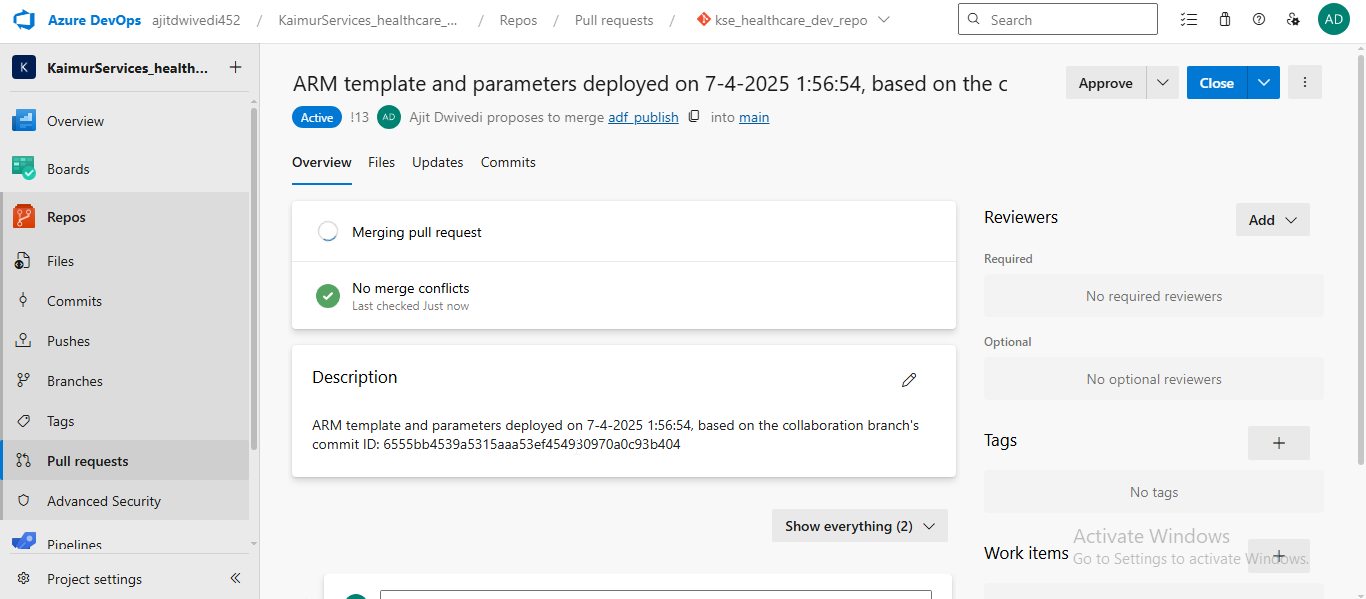 Azure DevOps ajitdwivedi452 / KaimurServices_healthcare_... / Repos / Pull requests / kse_healthcare_dev_repo Search AD
K KaimurServices_health... +
Overview
Boards
Repos
Files
Commits
Pushes
Branches
Tags
Pull requests
Advanced Security
Pipelines
Project settings
ARM template and parameters deployed on 7-4-2025 1:56:54, based on the c
Approve Close
Active !13 AD Ajit Dwivedi proposes to merge adf_publish into main
Overview Files Updates Commits
Merging pull request
No merge conflicts
Last checked Just now
Description
ARM template and parameters deployed on 7-4-2025 1:56:54, based on the collaboration branch's
commit ID: 6555bb4539a5315aaa53ef454930970a0c93b404
Show everything (2)
Reviewers Add
Required
No required reviewers
Optional
No optional reviewers
Tags +
No tags
Work items +
Activate Windows
Go to Settings to activate Windows.